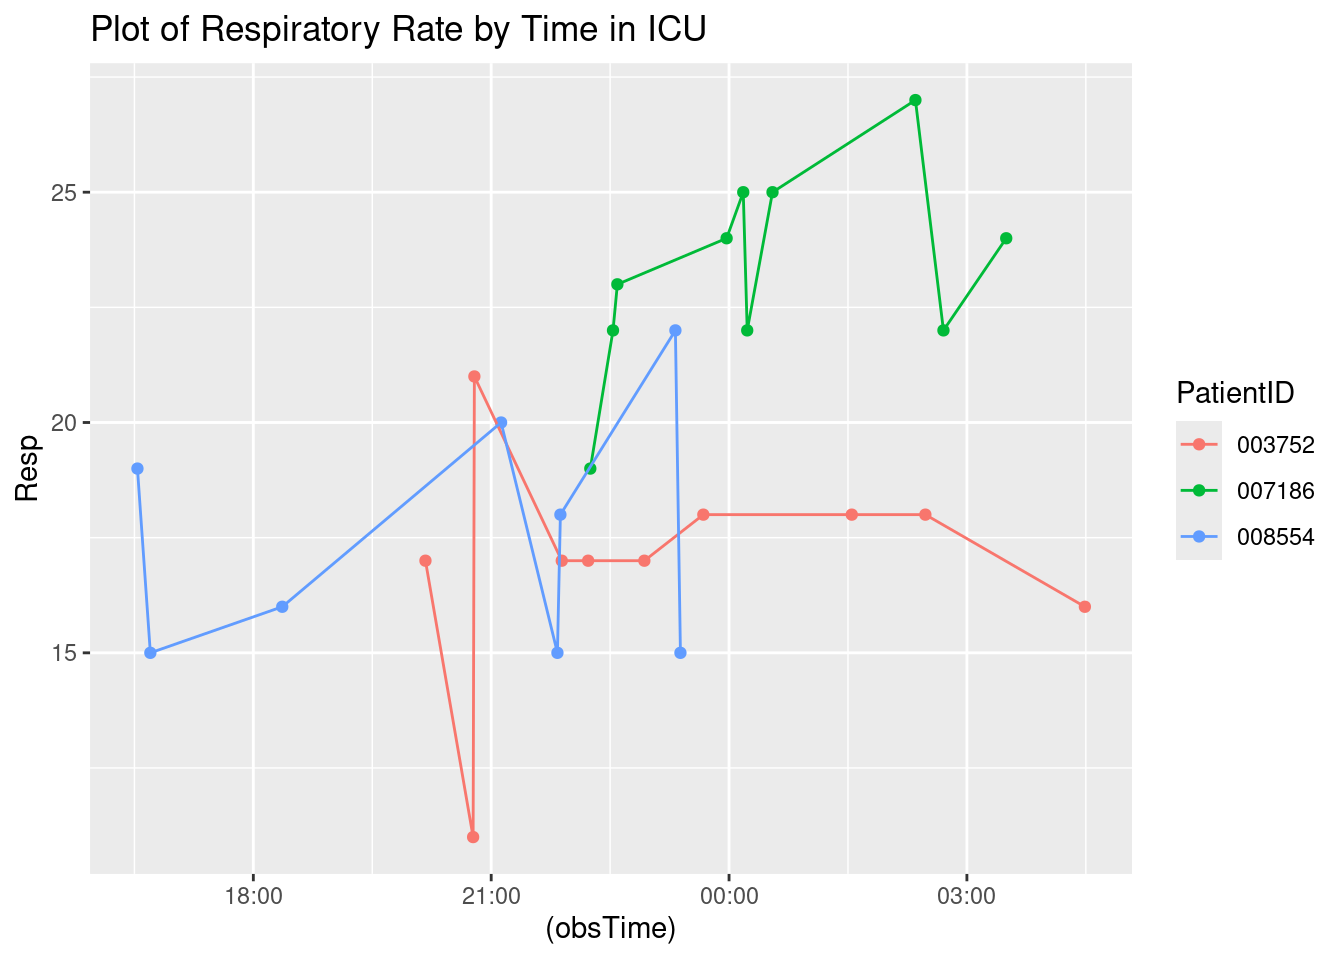 Plot of Respiratory Rate by Time in ICU
25
20
15
Resp
18:00 21:00 00:00 03:00
(obsTime)
PatientID
003752
007186
008554